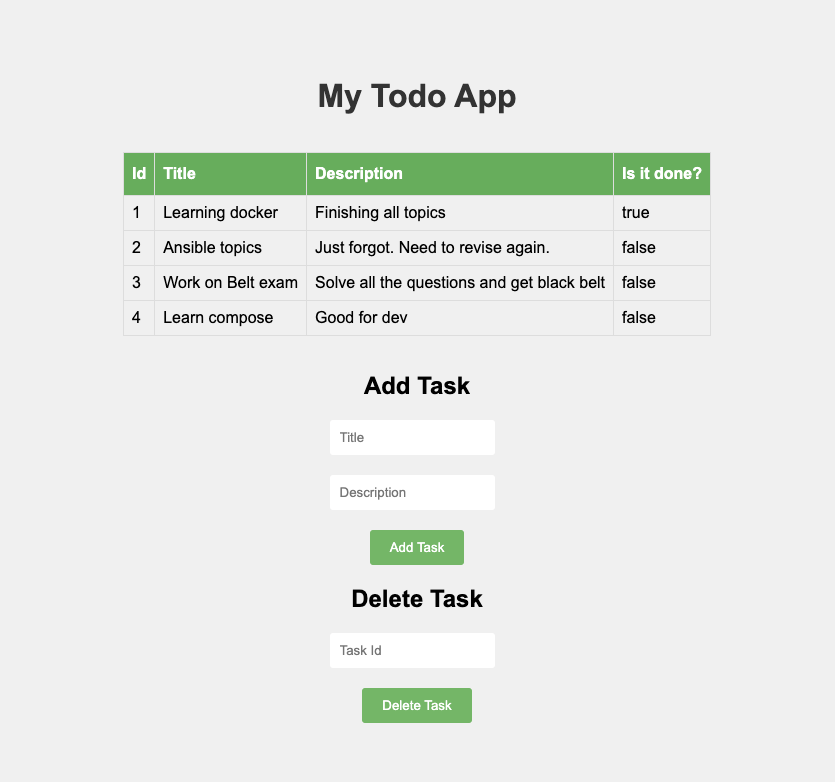 My Todo App
Id Title Description Is it done?
1 Learning docker Finishing all topics true
2 Ansible topics Just forgot. Need to revise again. false
3 Work on Belt exam Solve all the questions and get black belt false
4 Learn compose Good for dev false
Add Task
Title
Description
Add Task
Delete Task
Task Id
Delete Task